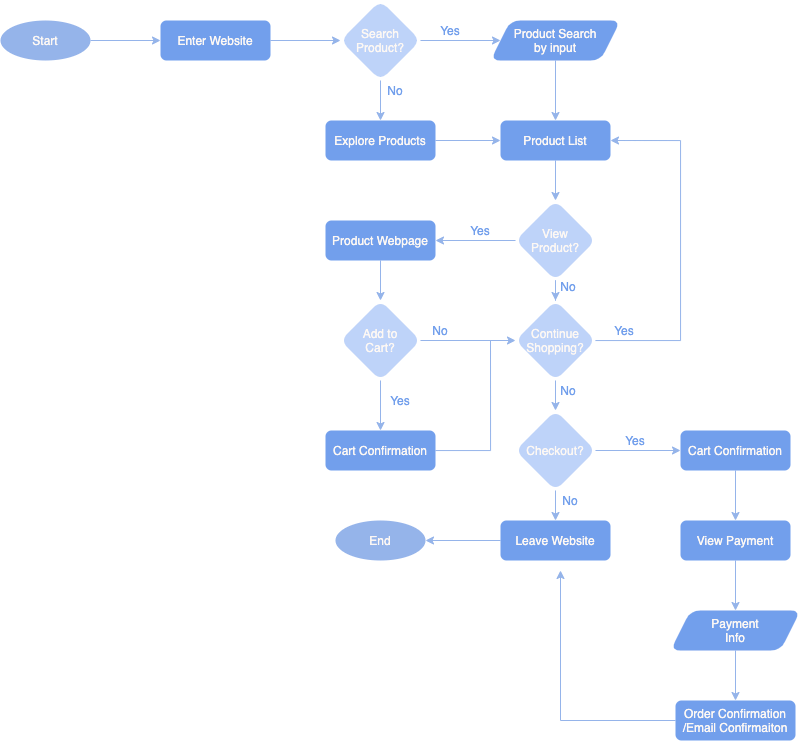 Start
Enter Website
Search
Product?
Yes
Product Search
by input
No
Explore Products
Product List
Product Webpage
Yes
View
Product?
No
Add to
Cart?
No
Continue
Shopping?
Yes
Yes
No
Cart Confirmation
Checkout?
Yes
Cart Confirmation
No
End
Leave Website
View Payment
Payment
Info
Order Confirmation
/Email Confirmaiton